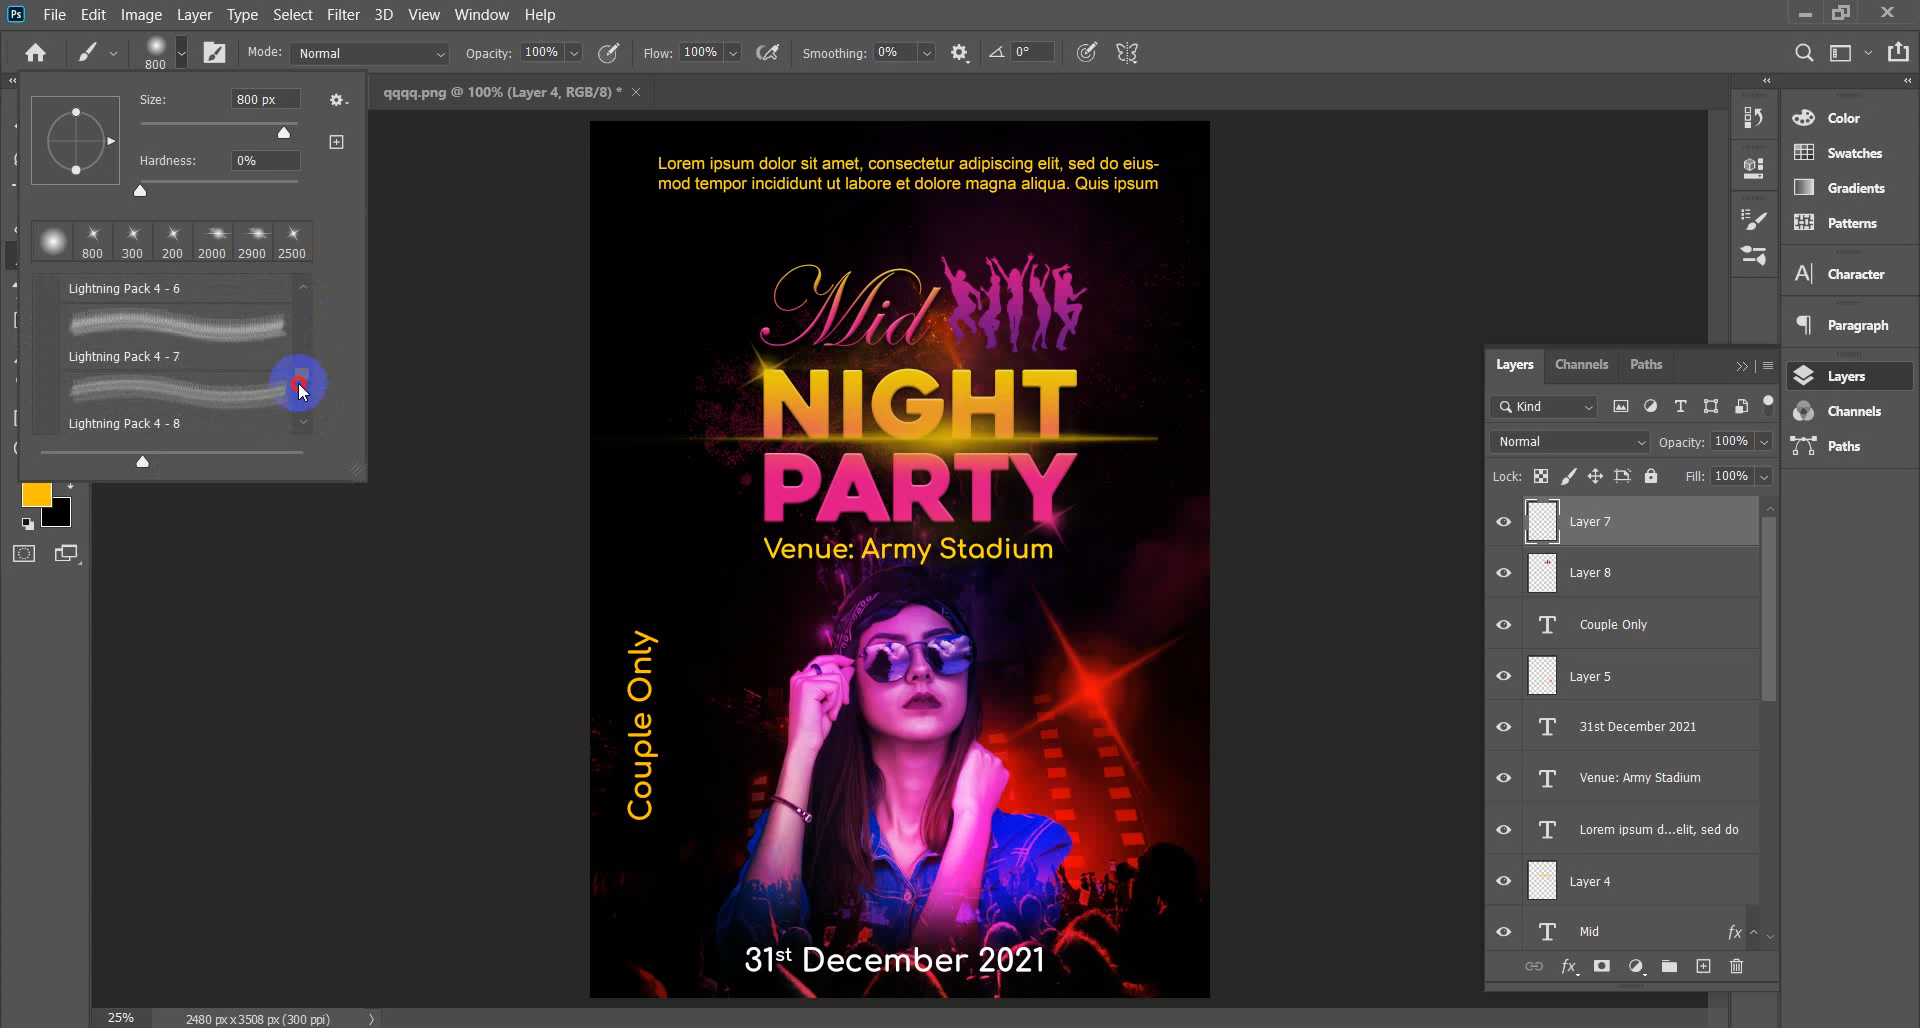 Ps File Edit Image Layer Type Select Filter 3D View Window Help
800 Mode: Normal Opacity: 100% Flow: 100% Smoothing: 0% 0°
qqqq.png @ 100% (Layer 4, RGB/8) *
Size: 800 px
Hardness: 0%
800 300 200 2000 2900 2500
Lightning Pack 4 - 6
Lightning Pack 4 - 7
Lightning Pack 4 - 8
Lorem ipsum dolor sit amet, consectetur adipiscing elit, sed do eius-
mod tempor incididunt ut labore et dolore magna aliqua. Quis ipsum
Mid
NIGHT
PARTY
Venue: Army Stadium
Couple Only
31st December 2021
Color
Swatches
Gradients
Patterns
Character
Paragraph
Layers
Channels
Paths
Layers Channels Paths
Kind
Normal Opacity: 100%
Lock: Fill: 100%
Layer 7
Layer 8
Couple Only
Layer 5
31st December 2021
Venue: Army Stadium
Lorem ipsum d...elit, sed do
Layer 4
Mid fx
fx
25% 2480 px x 3508 px (300 ppi)